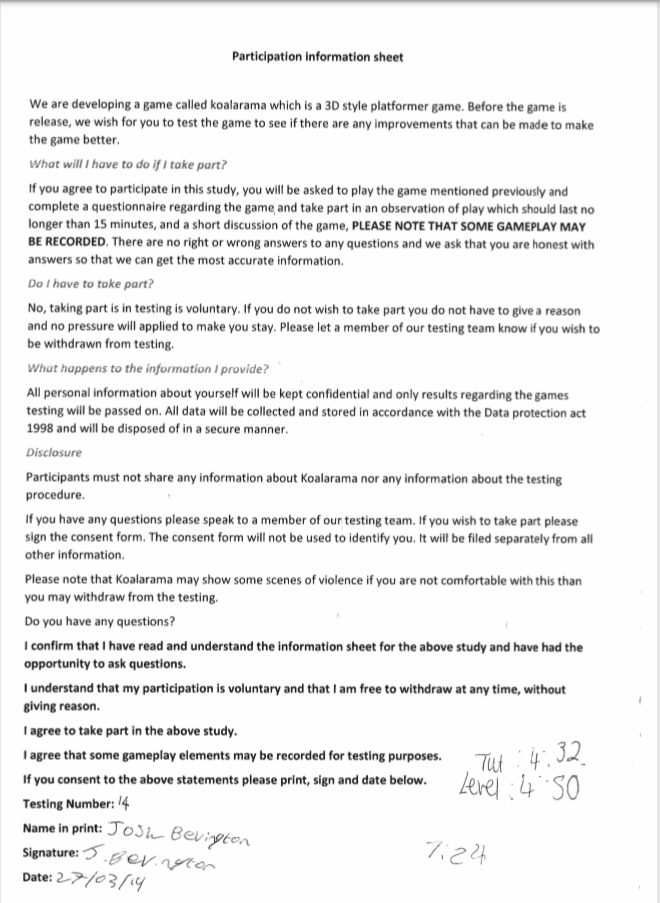 Participation information sheet
We are developing a game called koalarama which is a 3D style platformer game. Before the game is
release, we wish for you to test the game to see if there are any improvements that can be made to make
the game better.
What will I have to do if I take part?
If you agree to participate in this study, you will be asked to play the game mentioned previously and
complete a questionnaire regarding the game and take part in an observation of play which should last no
longer than 15 minutes, and a short discussion of the game, PLEASE NOTE THAT SOME GAMEPLAY MAY
BE RECORDED. There are no right or wrong answers to any questions and we ask that you are honest with
answers so that we can get the most accurate information.
Do I have to take part?
No, taking part is in testing is voluntary. If you do not wish to take part you do not have to give a reason
and no pressure will applied to make you stay. Please let a member of our testing team know if you wish to
be withdrawn from testing.
What happens to the information I provide?
All personal information about yourself will be kept confidential and only results regarding the games
testing will be passed on. All data will be collected and stored in accordance with the Data protection act
1998 and will be disposed of in a secure manner.
Disclosure
Participants must not share any information about Koalarama nor any information about the testing
procedure.
If you have any questions please speak to a member of our testing team. If you wish to take part please
sign the consent form. The consent form will not be used to identify you. It will be filed separately from all
other information.
Please note that Koalarama may show some scenes of violence if you are not comfortable with this than
you may withdraw from the testing.
Do you have any questions?
I confirm that I have read and understand the information sheet for the above study and have had the
opportunity to ask questions.
I understand that my participation is voluntary and that I am free to withdraw at any time, without
giving reason.
I agree to take part in the above study.
I agree that some gameplay elements may be recorded for testing purposes.
Tut : 4:32
If you consent to the above statements please print, sign and date below.
Level : 4:50
Testing Number: 14
Name in print: Josh Bevington
Signature: J. Bevington
7:24
Date: 27/03/14